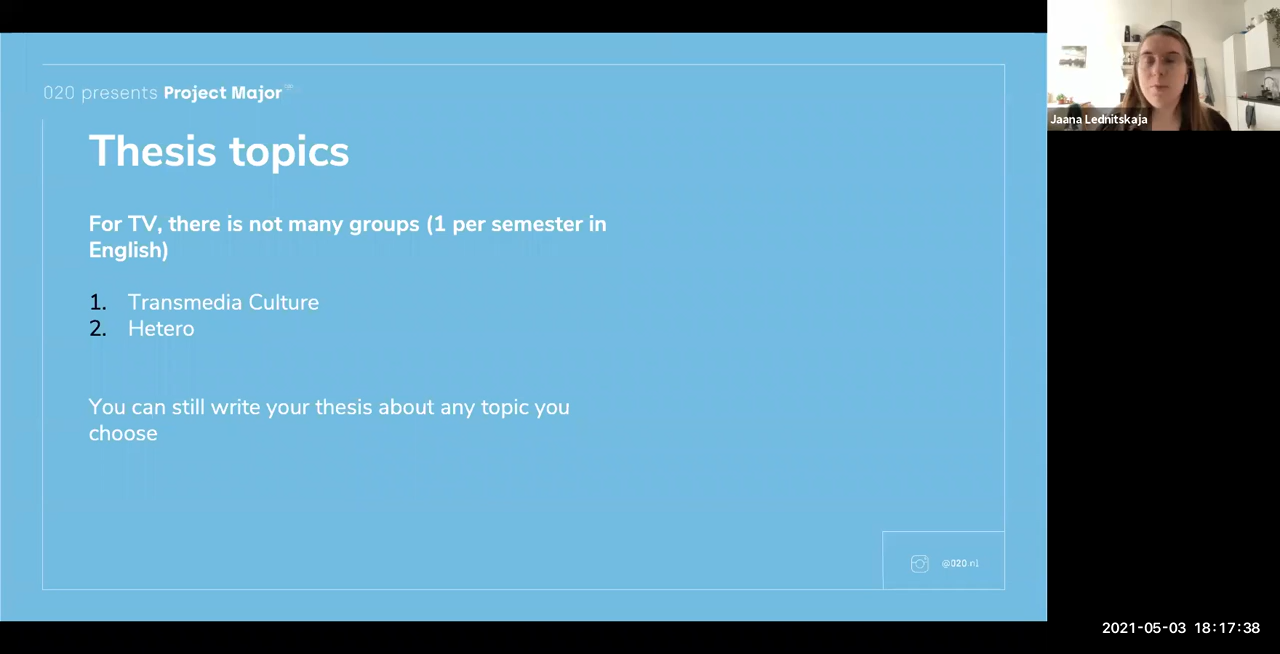 020 presents Project Major
Thesis topics
For TV, there is not many groups (1 per semester in
English)
1. Transmedia Culture
2. Hetero
You can still write your thesis about any topic you
choose
@020.nl
Jaana Lednitskaja
2021-05-03 18:17:38